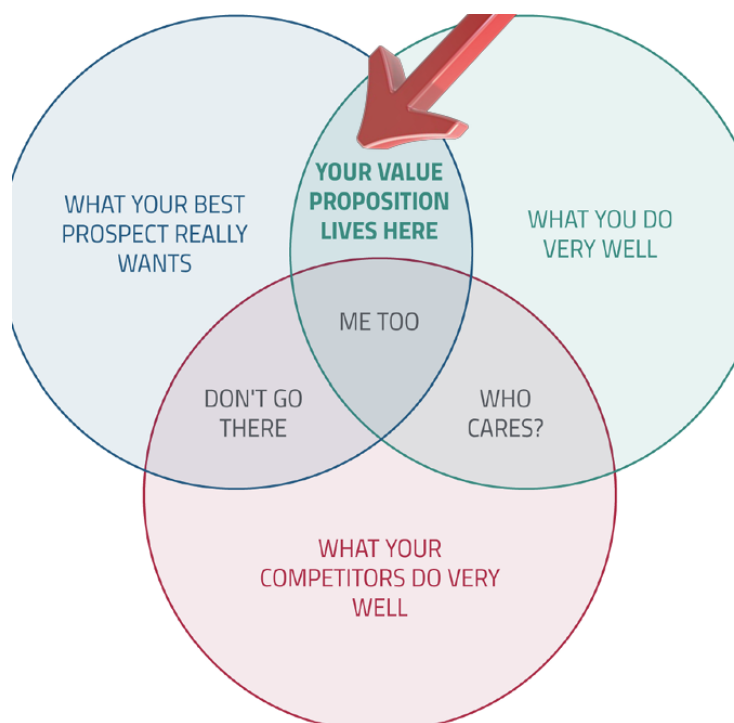 YOUR VALUE
PROPOSITION
LIVES HERE
WHAT YOUR BEST
PROSPECT REALLY
WANTS
WHAT YOU DO
VERY WELL
ME TOO
DON'T GO
THERE
WHO
CARES?
WHAT YOUR
COMPETITORS DO VERY
WELL